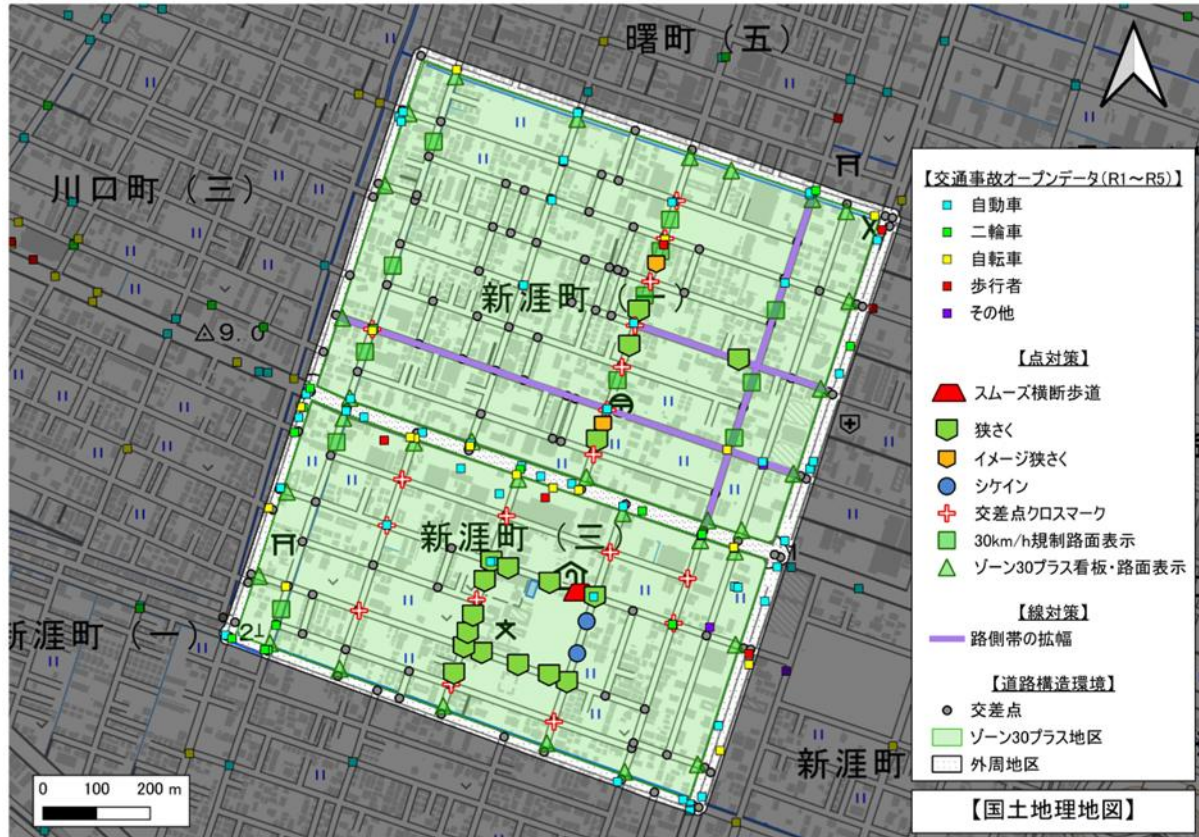 曙町（五）
川口町（三）
9.0
新涯町（一）
新涯町（三）
新涯町（一）
新涯町
【交通事故オープンデータ(R1～R5)】
自動車
二輪車
自転車
歩行者
その他
【点対策】
スムーズ横断歩道
狭さく
イメージ狭さく
シケイン
交差点クロスマーク
30km/h規制路面表示
ゾーン30プラス看板・路面表示
【線対策】
路側帯の拡幅
【道路構造環境】
交差点
ゾーン30プラス地区
外周地区
【国土地理地図】
0 100 200 m